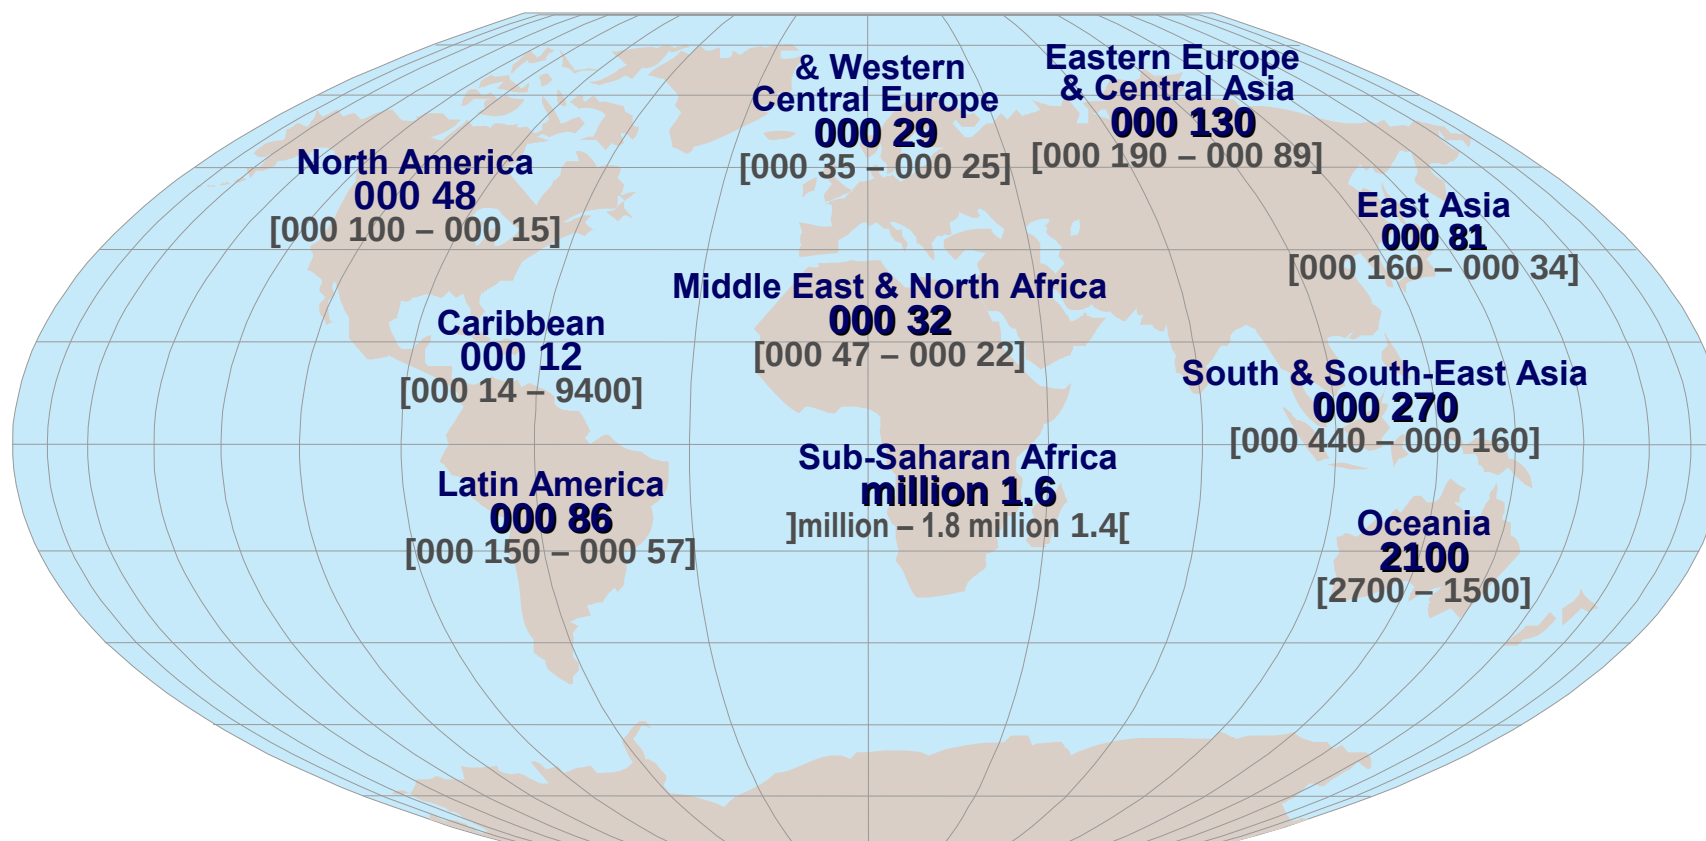 & Western
Central Europe
000 29
[000 35 – 000 25]
Eastern Europe
& Central Asia
000 130
[000 190 – 000 89]
North America
000 48
[000 100 – 000 15]
East Asia
000 81
[000 160 – 000 34]
Middle East & North Africa
000 32
[000 47 – 000 22]
Caribbean
000 12
[000 14 – 9400]
South & South-East Asia
000 270
[000 440 – 000 160]
Sub-Saharan Africa
million 1.6
]million – 1.8 million 1.4[
Latin America
000 86
[000 150 – 000 57]
Oceania
2100
[2700 – 1500]